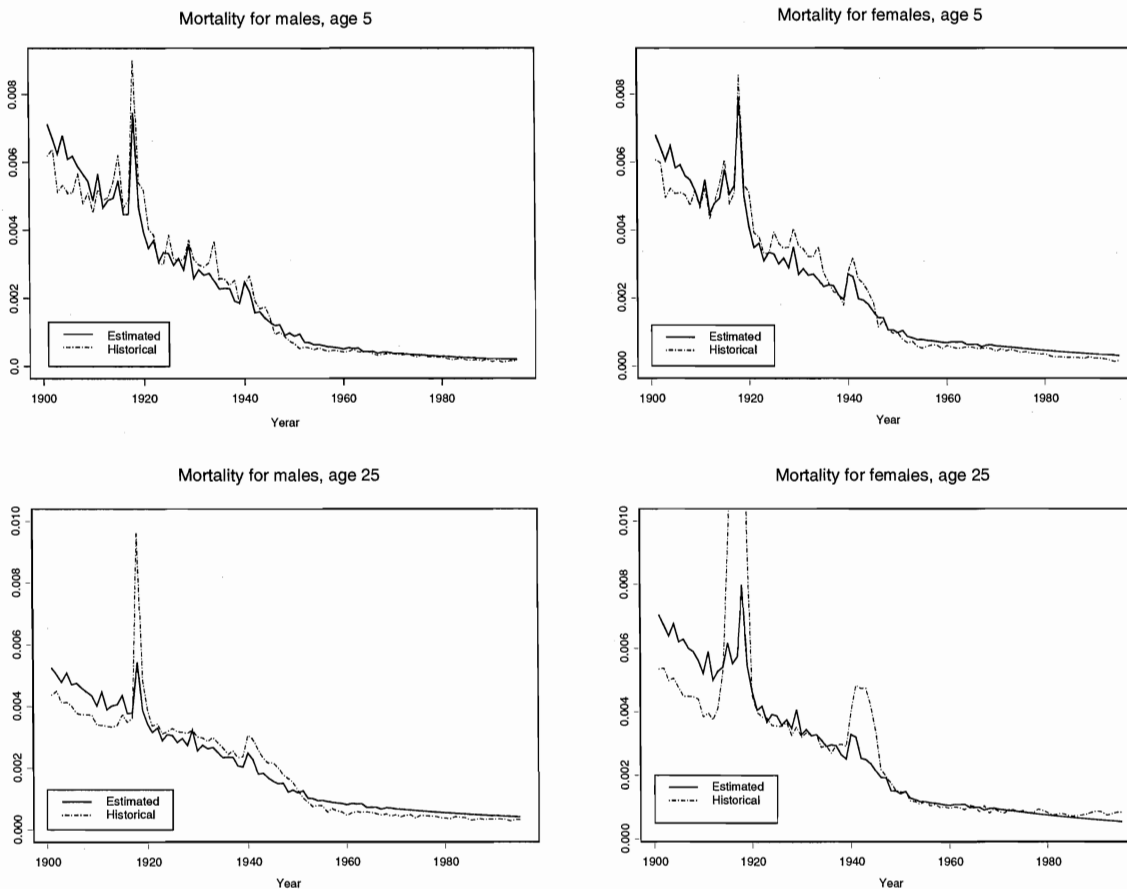 Mortality for males, age 5
0.008
0.006
0.004
0.002
0.0
Estimated
Historical
1900 1920 1940 1960 1980
Yerar
Mortality for females, age 5
0.008
0.006
0.004
0.002
0.000
Estimated
Historical
1900 1920 1940 1960 1980
Year
Mortality for males, age 25
0.010
0.008
0.006
0.004
0.002
0.000
Estimated
Historical
1900 1920 1940 1960 1980
Year
Mortality for females, age 25
0.010
0.008
0.006
0.004
0.002
0.000
Estimated
Historical
1900 1920 1940 1960 1980
Year